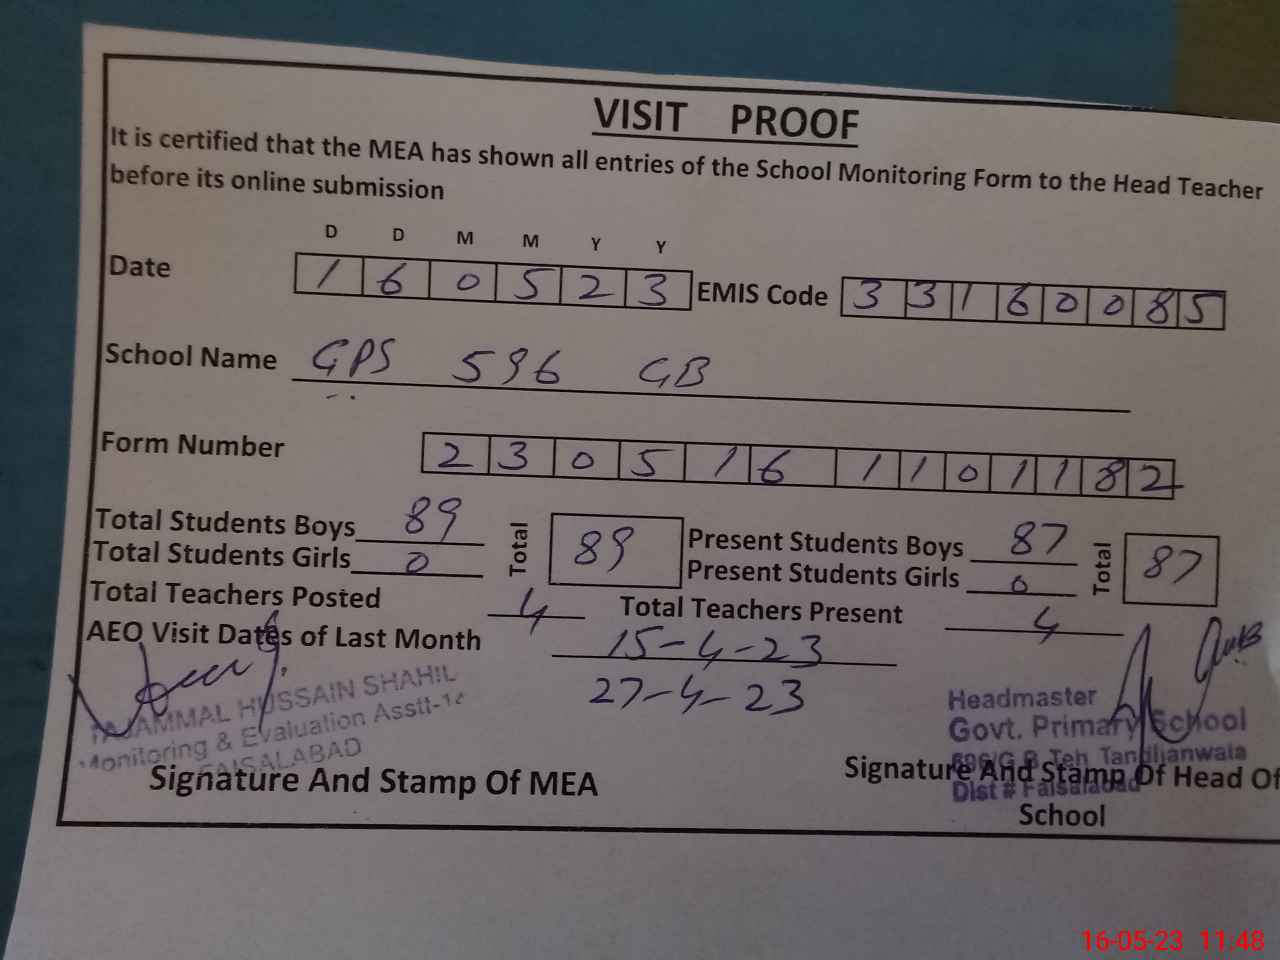 VISIT PROOF
It is certified that the MEA has shown all entries of the School Monitoring Form to the Head Teacher
before its online submission
D D M M Y Y
Date 1 6 0 5 2 3 EMIS Code 3 3 1 6 0 0 8 5
School Name GPS 596 GB
Form Number 2 3 0 5 1 6 1 1 0 1 1 8 2
Total Students Boys 89 Total 89 Present Students Boys 87 Total 87
Total Students Girls 0 Present Students Girls 0
Total Teachers Posted 4 Total Teachers Present 4
AEO Visit Dates of Last Month 15-4-23
27-4-23
TAJAMMAL HUSSAIN SHAHIL
Monitoring & Evaluation Asstt-12
FAISALABAD
Signature And Stamp Of MEA
Headmaster
Govt. Primary School
596/G.B Teh Tandlianwala
Dist # Faisalabad
Signature And Stamp Of Head Of
School
16-05-23 11:48